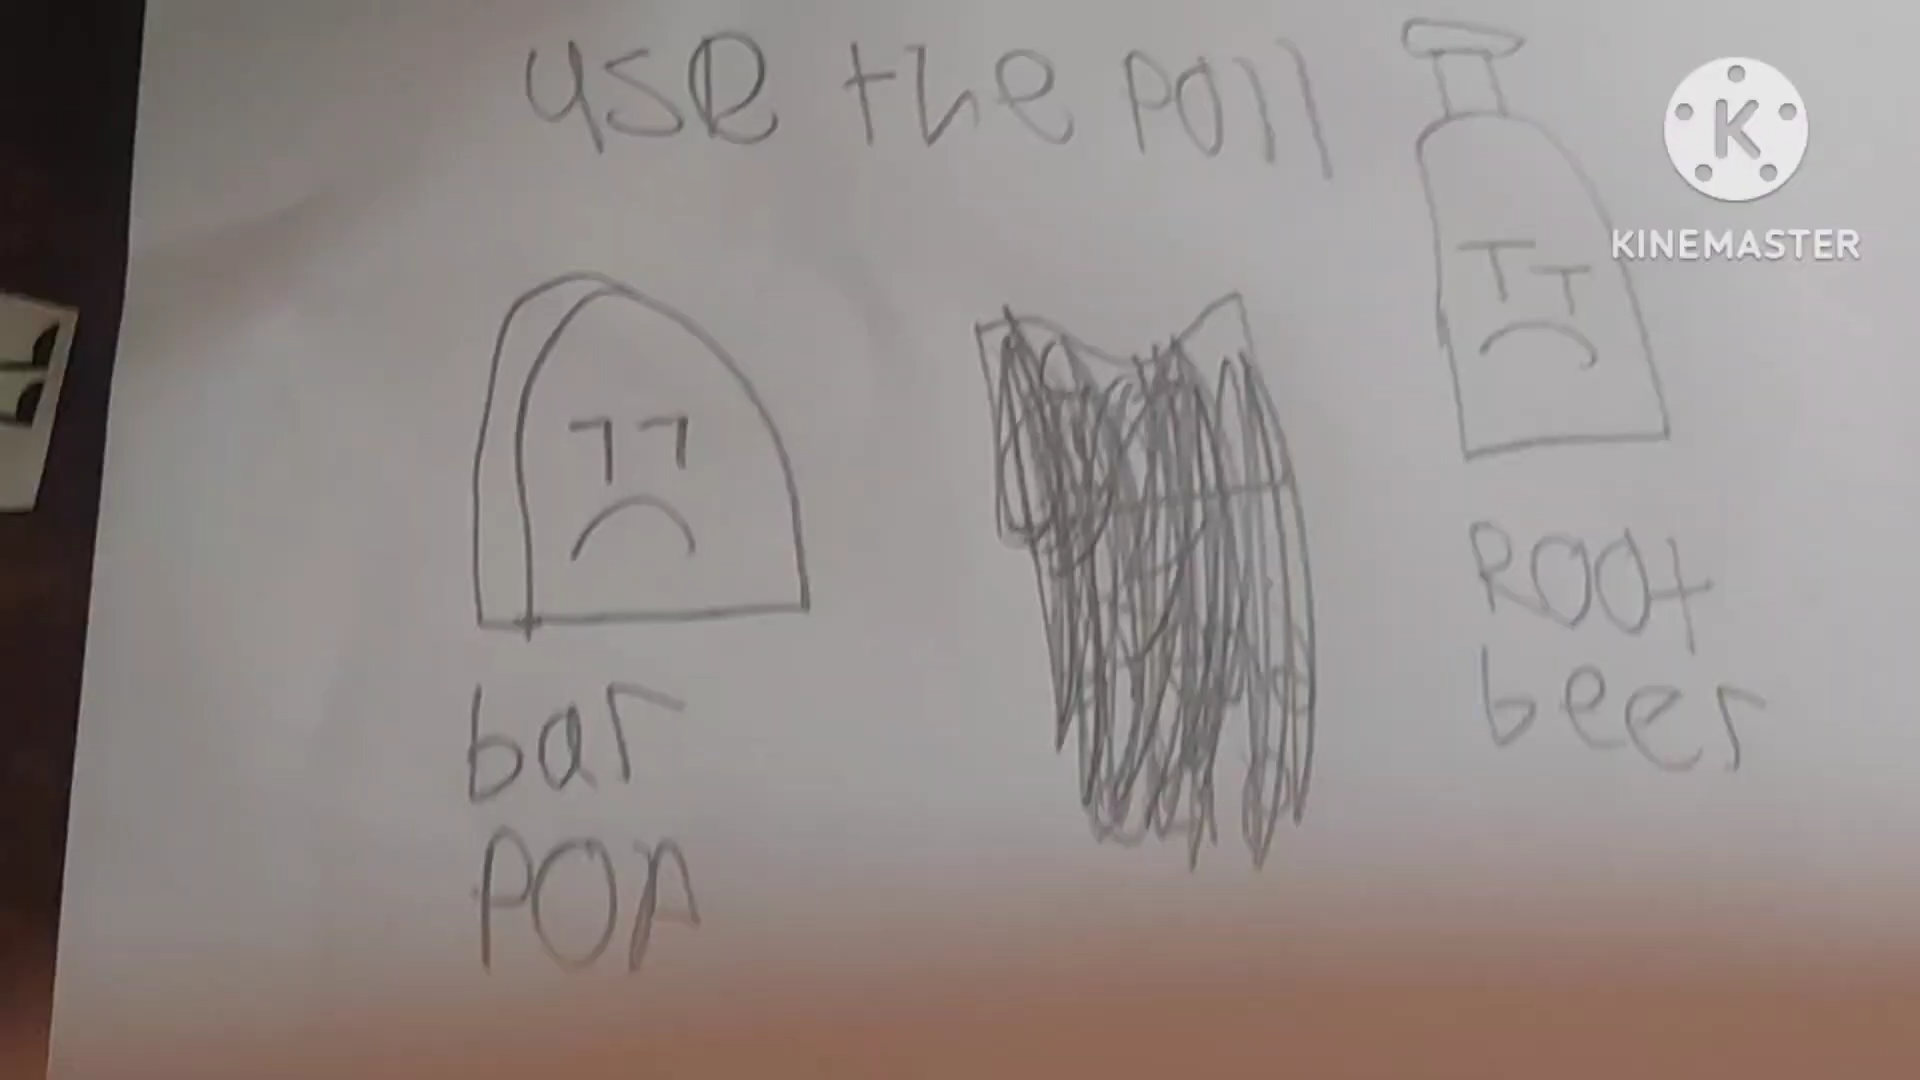 use the poll
K
KINEMASTER
Root
beer
bar
pop